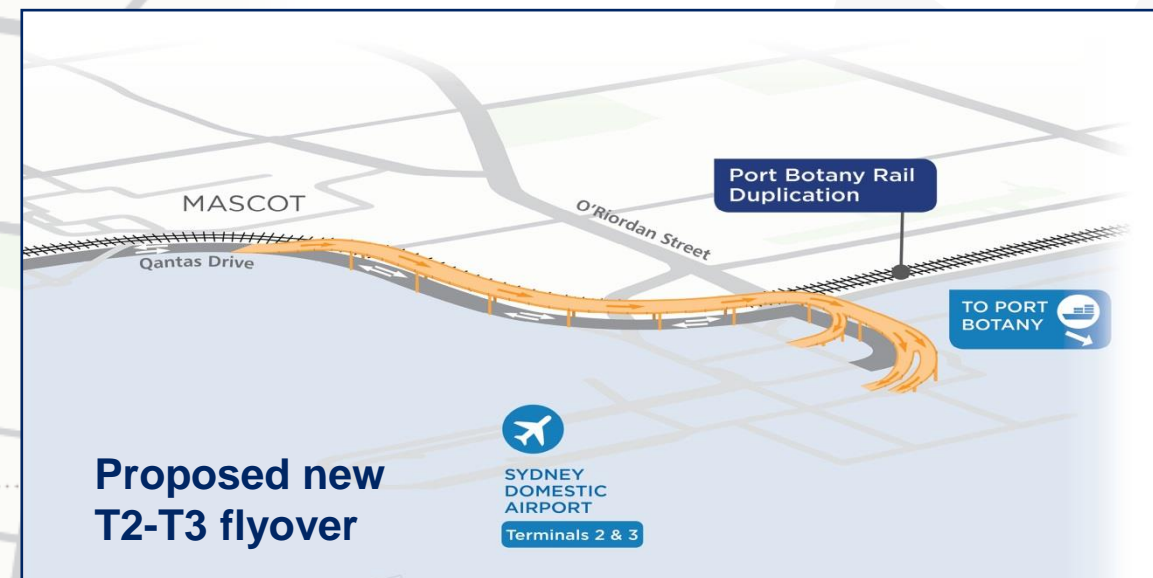 Port Botany Rail
Duplication
MASCOT
O'Riordan Street
Qantas Drive
TO PORT
BOTANY
SYDNEY
DOMESTIC
AIRPORT
Terminals 2 & 3
Proposed new
T2-T3 flyover